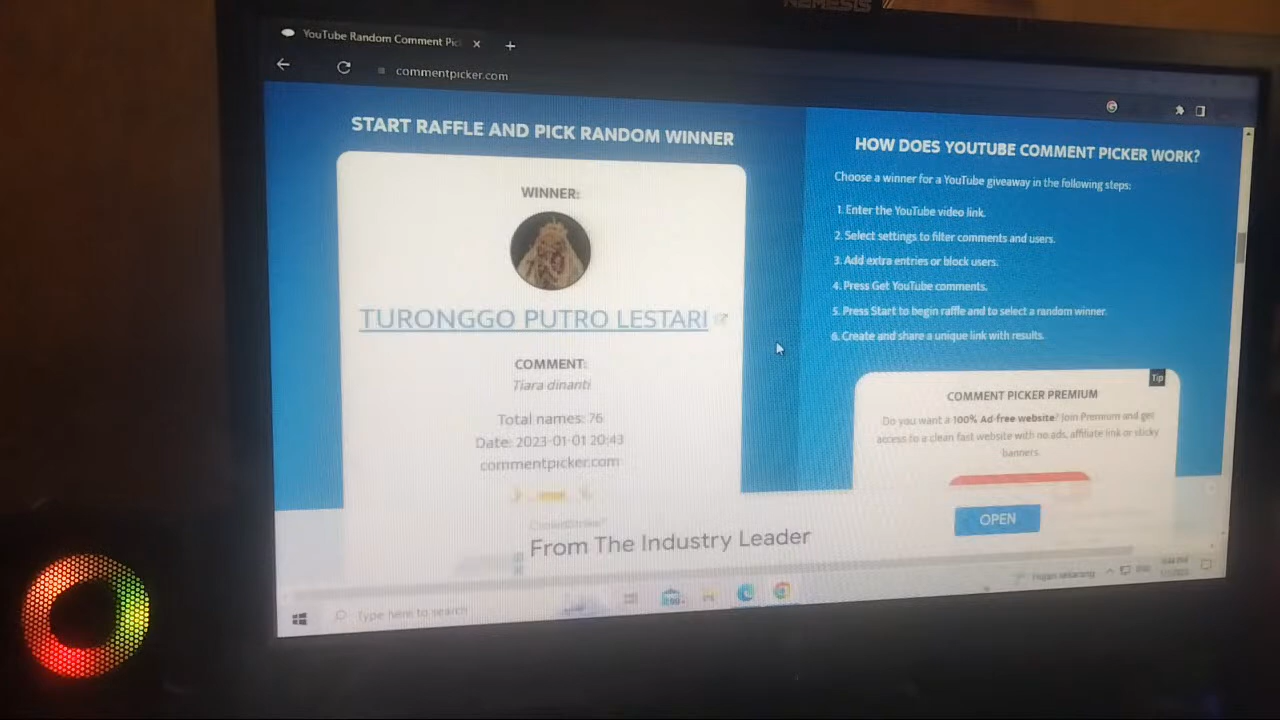 NEMESIS
YouTube Random Comment Pic
commentpicker.com
START RAFFLE AND PICK RANDOM WINNER
WINNER:
TURONGGO PUTRO LESTARI
COMMENT:
Tiara dinanti
Total names: 76
Date: 2023-01-01 20:43
commentpicker.com
HOW DOES YOUTUBE COMMENT PICKER WORK?
Choose a winner for a YouTube giveaway in the following steps:
1. Enter the YouTube video link.
2. Select settings to filter comments and users.
3. Add extra entries or block users.
4. Press Get YouTube comments.
5. Press Start to begin raffle and to select a random winner.
6. Create and share a unique link with results.
Tip
COMMENT PICKER PREMIUM
Do you want a 100% Ad-free website? Join Premium and get
access to a clean fast website with no ads, affiliate link or sticky
banners.
From The Industry Leader
OPEN
Type here to search
Hujan sekarang
ENG